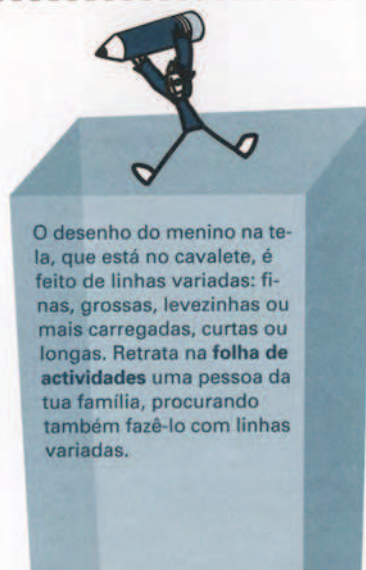 O desenho do menino na te-
la, que está no cavalete, é
feito de linhas variadas: fi-
nas, grossas, levezinhas ou
mais carregadas, curtas ou
longas. Retrata na folha de
actividades uma pessoa da
tua família, procurando
também fazê-lo com linhas
variadas.